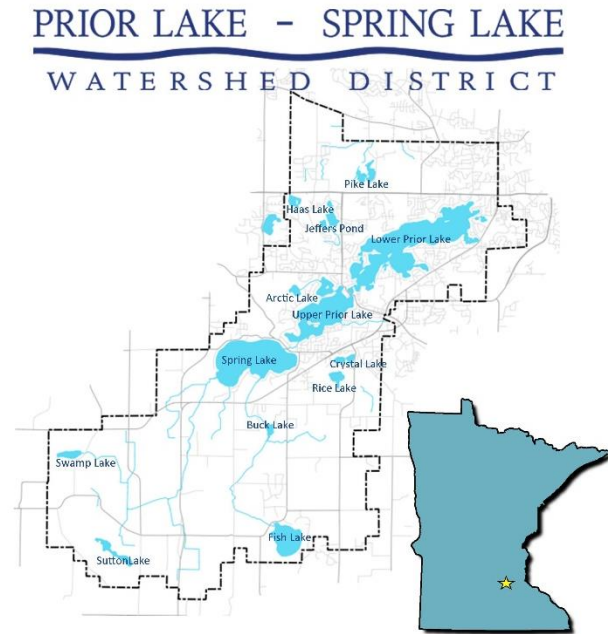 PRIOR LAKE – SPRING LAKE
WATERSHED DISTRICT
Pike Lake
Haas Lake
Jeffers Pond
Lower Prior Lake
Arctic Lake
Upper Prior Lake
Spring Lake
Crystal Lake
Rice Lake
Buck Lake
Swamp Lake
Fish Lake
SuttonLake